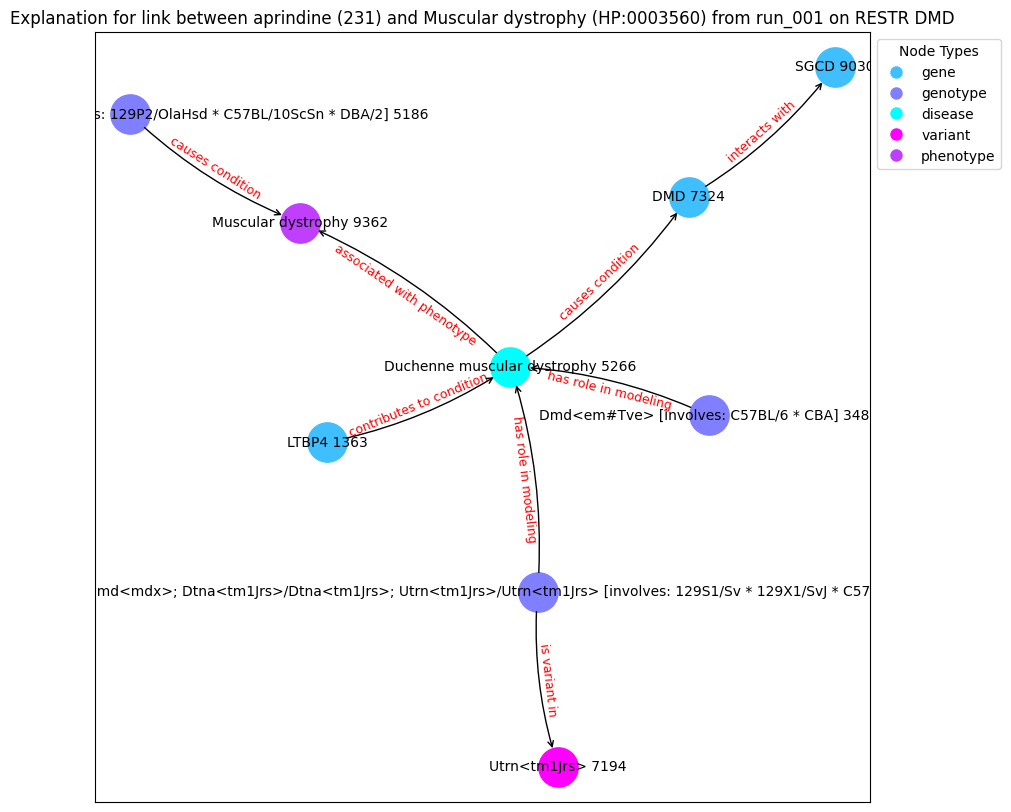 Explanation for link between aprindine (231) and Muscular dystrophy (HP:0003560) from run_001 on RESTR DMD
Node Types
gene
genotype
disease
variant
phenotype
SGCD 9030
interacts with
s: 129P2/OlaHsd * C57BL/10ScSn * DBA/2] 5186
causes condition
DMD 7324
Muscular dystrophy 9362
associated with phenotype
causes condition
Duchenne muscular dystrophy 5266
has role in modeling
contributes to condition
Dmd<em#Tve> [involves: C57BL/6 * CBA] 348
LTBP4 1363
has role in modeling
md<mdx>; Dtna<tm1Jrs>/Dtna<tm1Jrs>; Utrn<tm1Jrs>/Utrn<tm1Jrs> [involves: 129S1/Sv * 129X1/SvJ * C57
is variant in
Utrn<tm1Jrs> 7194